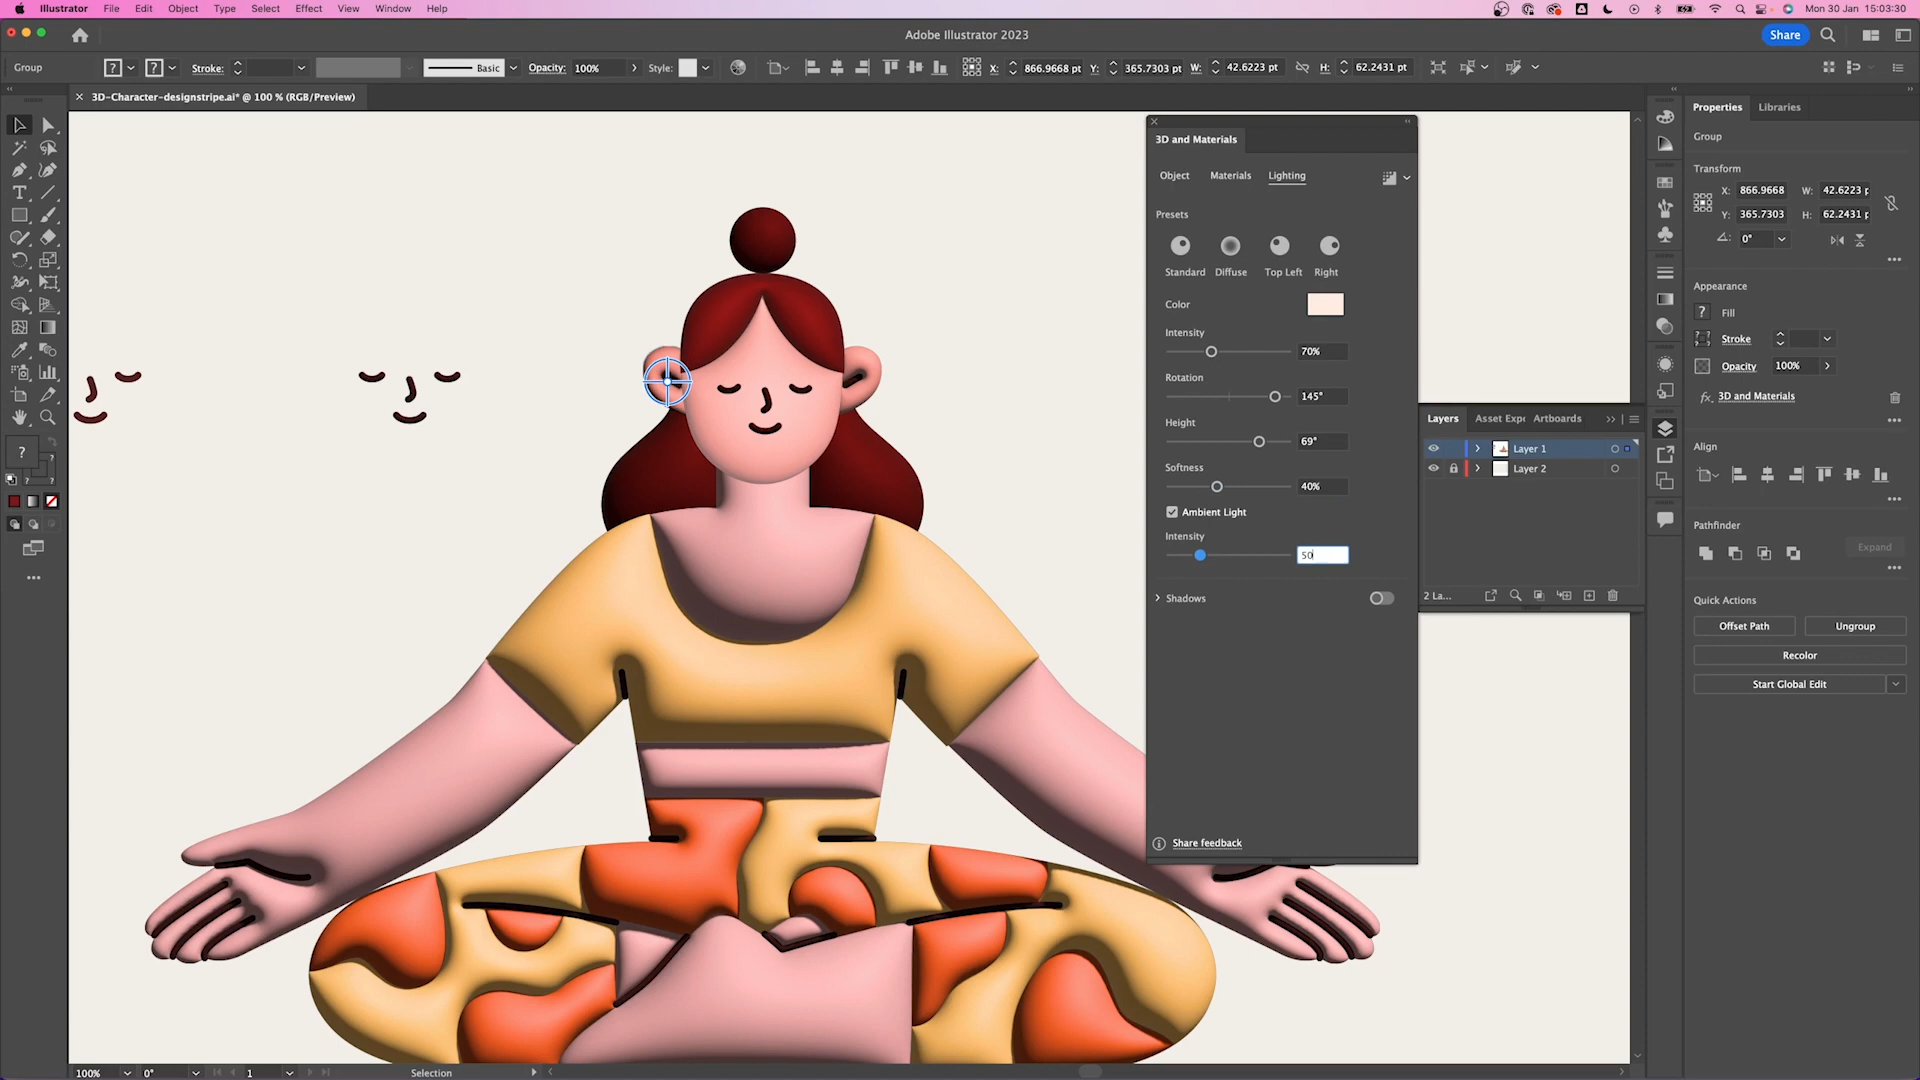 Illustrator File Edit Object Type Select Effect View Window Help Mon 30 Jan 15:03:30
Adobe Illustrator 2023 Share
Group Stroke: Basic Opacity: 100% Style: X: 866.9668 pt Y: 365.7303 pt W: 42.6223 pt H: 62.2431 pt
3D-Character-designstripe.ai* @ 100 % (RGB/Preview)
3D and Materials
Object Materials Lighting
Presets
Standard Diffuse Top Left Right
Color
Intensity
70%
Rotation
145°
Height
69°
Softness
40%
Ambient Light
Intensity
50
Shadows
Share feedback
Layers Asset Expo Artboards
Layer 1
Layer 2
2 La...
Properties Libraries
Group
Transform
X: 866.9668 W: 42.6223 p
Y: 365.7303 H: 62.2431 p
0°
Appearance
? Fill
Stroke
Opacity 100%
fx 3D and Materials
Align
Pathfinder
Expand
Quick Actions
Offset Path Ungroup
Recolor
Start Global Edit
100% 0° 1 Selection